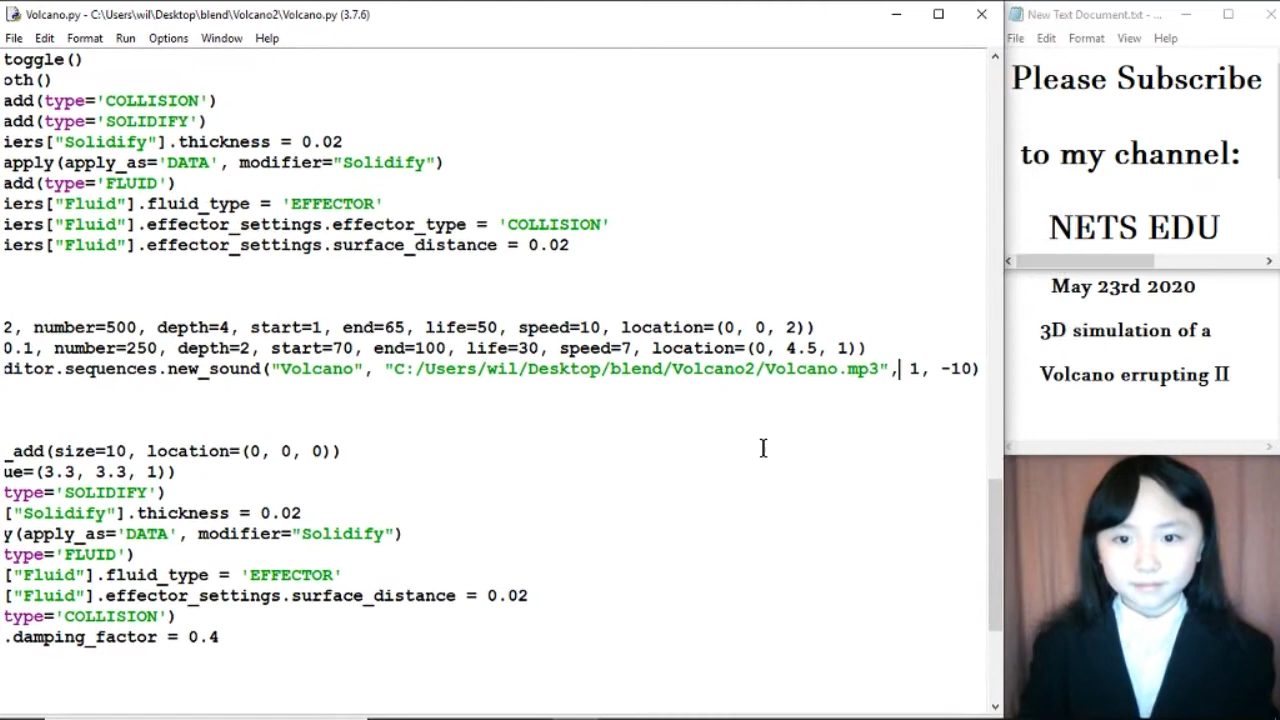 Volcano.py - C:\Users\wil\Desktop\blend\Volcano2\Volcano.py (3.7.6)
File Edit Format Run Options Window Help
toggle()
oth()
add(type='COLLISION')
add(type='SOLIDIFY')
iers["Solidify"].thickness = 0.02
apply(apply_as='DATA', modifier="Solidify")
add(type='FLUID')
iers["Fluid"].fluid_type = 'EFFECTOR'
iers["Fluid"].effector_settings.effector_type = 'COLLISION'
iers["Fluid"].effector_settings.surface_distance = 0.02
2, number=500, depth=4, start=1, end=65, life=50, speed=10, location=(0, 0, 2))
0.1, number=250, depth=2, start=70, end=100, life=30, speed=7, location=(0, 4.5, 1))
ditor.sequences.new_sound("Volcano", "C:/Users/wil/Desktop/blend/Volcano2/Volcano.mp3", 1, -10)
_add(size=10, location=(0, 0, 0))
ue=(3.3, 3.3, 1))
type='SOLIDIFY')
["Solidify"].thickness = 0.02
y(apply_as='DATA', modifier="Solidify")
type='FLUID')
["Fluid"].fluid_type = 'EFFECTOR'
["Fluid"].effector_settings.surface_distance = 0.02
type='COLLISION')
.damping_factor = 0.4
New Text Document.txt - ...
File Edit Format View Help
Please Subscribe
to my channel:
NETS EDU
May 23rd 2020
3D simulation of a
Volcano errupting II